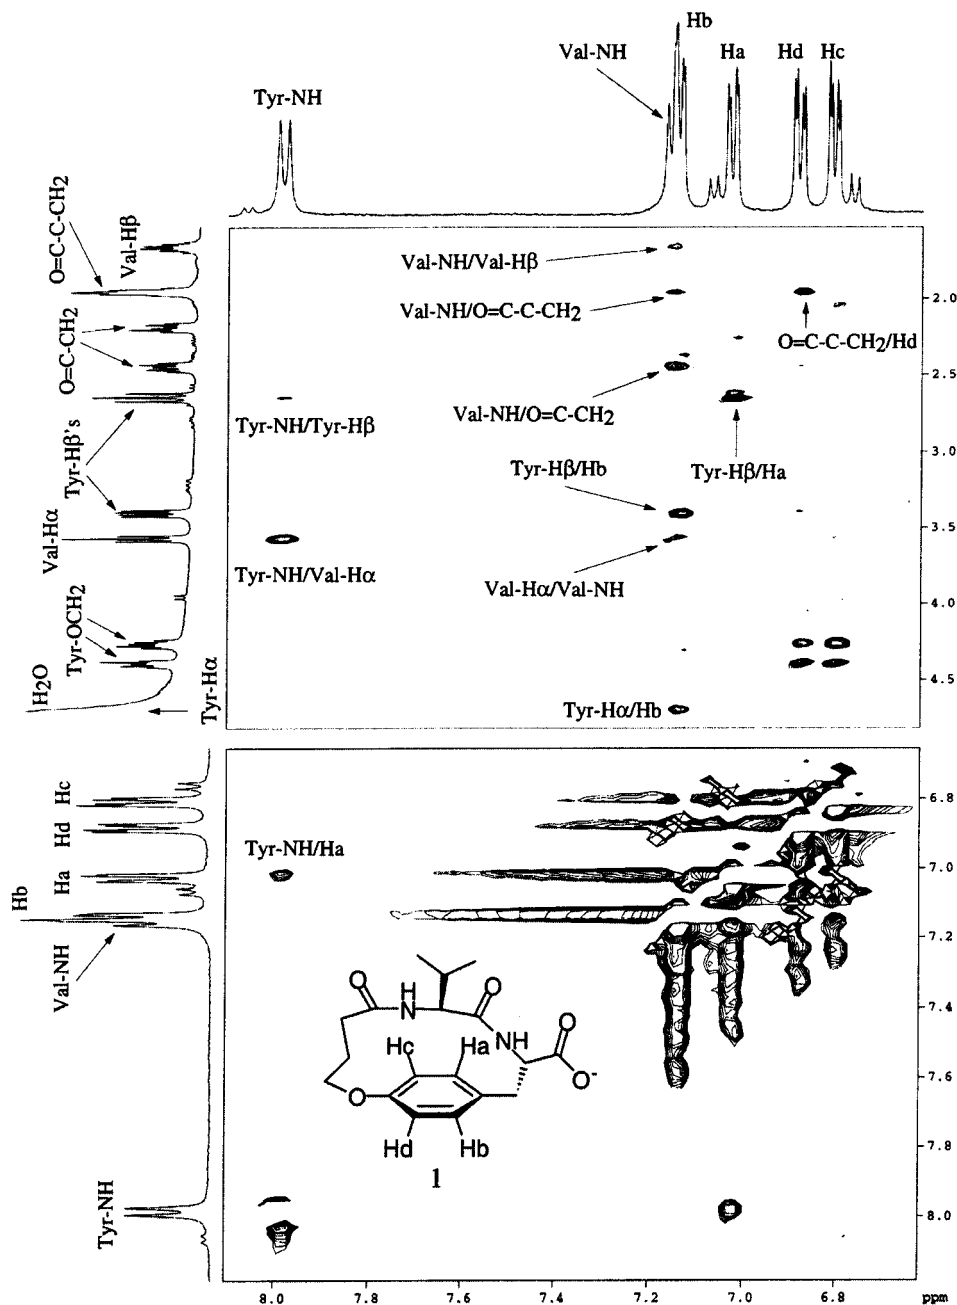 Hb
Val-NH
Ha
Hd
Hc
Tyr-NH
O=C-C-CH2
Val-Hβ
O=C-CH2
Tyr-Hβ's
Val-Hα
Tyr-OCH2
H2O
Tyr-Hα
Val-NH/Val-Hβ
Val-NH/O=C-C-CH2
O=C-C-CH2/Hd
Val-NH/O=C-CH2
Tyr-NH/Tyr-Hβ
Tyr-Hβ/Hb
Tyr-Hβ/Ha
Tyr-NH/Val-Hα
Val-Hα/Val-NH
Tyr-Hα/Hb
2.0
2.5
3.0
3.5
4.0
4.5
Hc
Hd
Ha
Hb
Val-NH
Tyr-NH
Tyr-NH/Ha
O
H
N
O
NH
O
O-
Hc
Ha
O
Hd
Hb
1
6.8
7.0
7.2
7.4
7.6
7.8
8.0
8.0 7.8 7.6 7.4 7.2 7.0 6.8 ppm